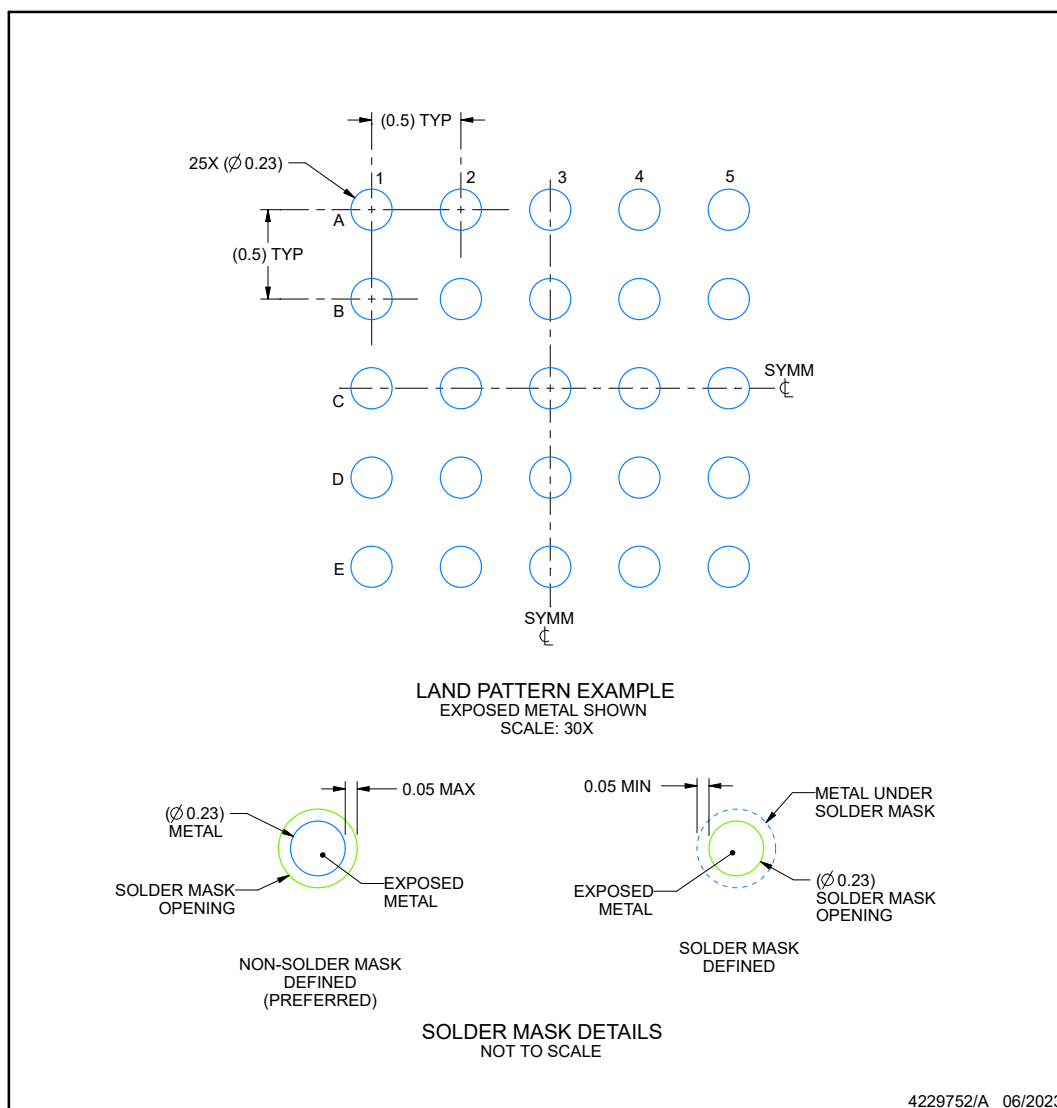 (0.5) TYP
25X (∅ 0.23)
1
2
3
4
5
A
(0.5) TYP
B
SYMM
℄
C
D
E
SYMM
℄
LAND PATTERN EXAMPLE
EXPOSED METAL SHOWN
SCALE: 30X
(∅ 0.23)
METAL
0.05 MAX
SOLDER MASK
OPENING
EXPOSED
METAL
NON-SOLDER MASK
DEFINED
(PREFERRED)
0.05 MIN
METAL UNDER
SOLDER MASK
EXPOSED
METAL
(∅ 0.23)
SOLDER MASK
OPENING
SOLDER MASK
DEFINED
SOLDER MASK DETAILS
NOT TO SCALE
4229752/A 06/2023